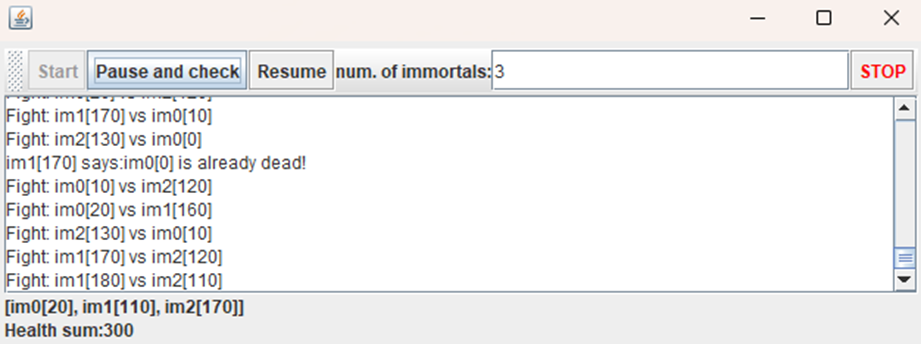 Start Pause and check Resume num. of immortals: 3 STOP
Fight: im1[170] vs im0[10]
Fight: im2[130] vs im0[0]
im1[170] says:im0[0] is already dead!
Fight: im0[10] vs im2[120]
Fight: im0[20] vs im1[160]
Fight: im2[130] vs im0[10]
Fight: im1[170] vs im2[120]
Fight: im1[180] vs im2[110]
[im0[20], im1[110], im2[170]]
Health sum:300